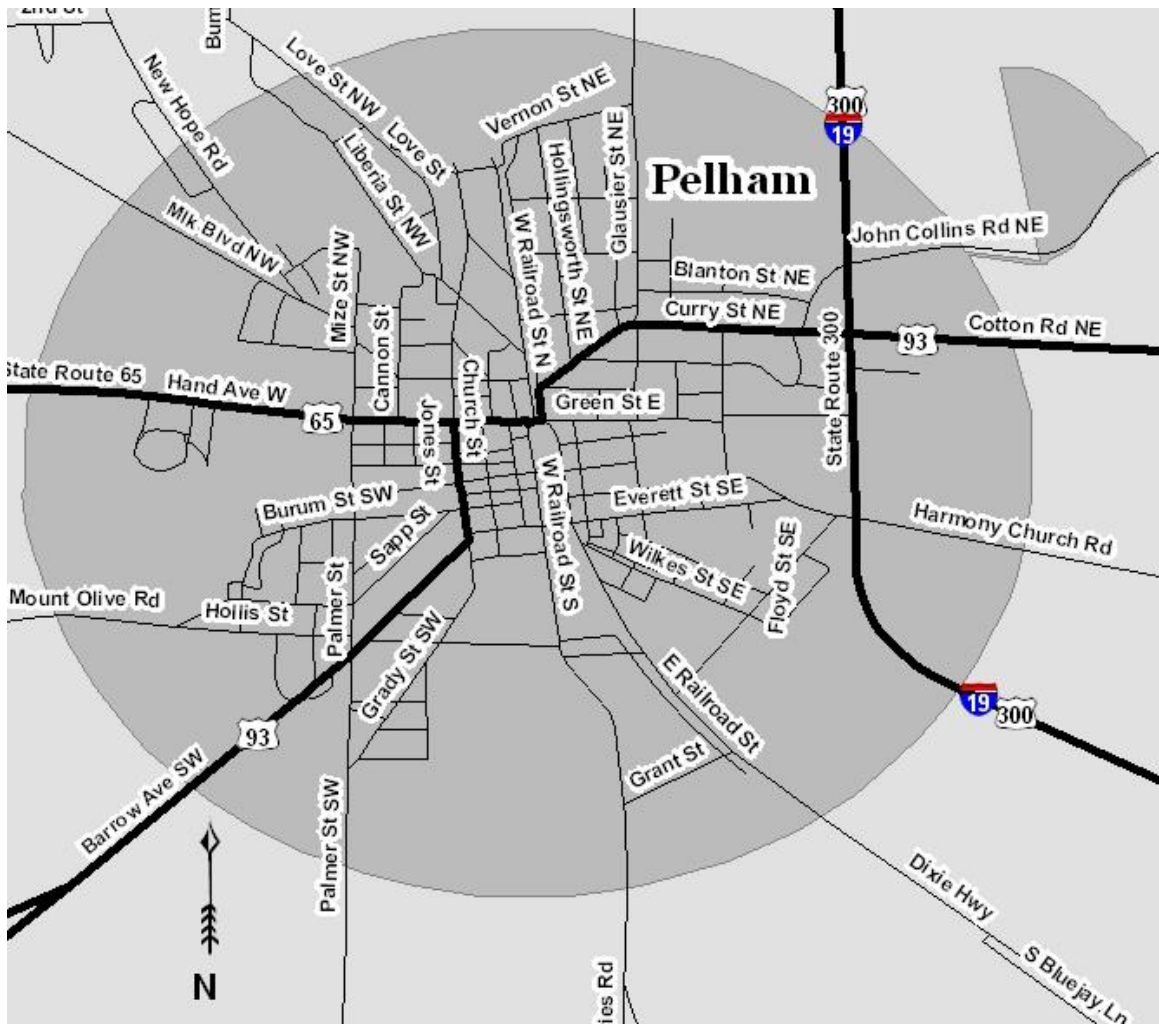 2nd St
Bum
New Hope Rd
Love St NW
Love St
Liberia St NW
Vernon St NE
Hollingsworth St NE
Glausier St NE
300
19
Pelham
John Collins Rd NE
Mlk Blvd NW
Mize St NW
W Railroad St N
Blanton St NE
Curry St NE
State Route 300
93
Cotton Rd NE
State Route 65
Hand Ave W
65
Cannon St
Jones St
Church St
Green St E
Burum St SW
Sapp St
W Railroad St S
Everett St SE
Harmony Church Rd
Wilkes St SE
Floyd St SE
Mount Olive Rd
Hollis St
Palmer St
Grady St SW
E Railroad St
19
300
93
Barrow Ave SW
Grant St
Palmer St SW
Dixie Hwy
S Bluejay Ln
ies Rd
N